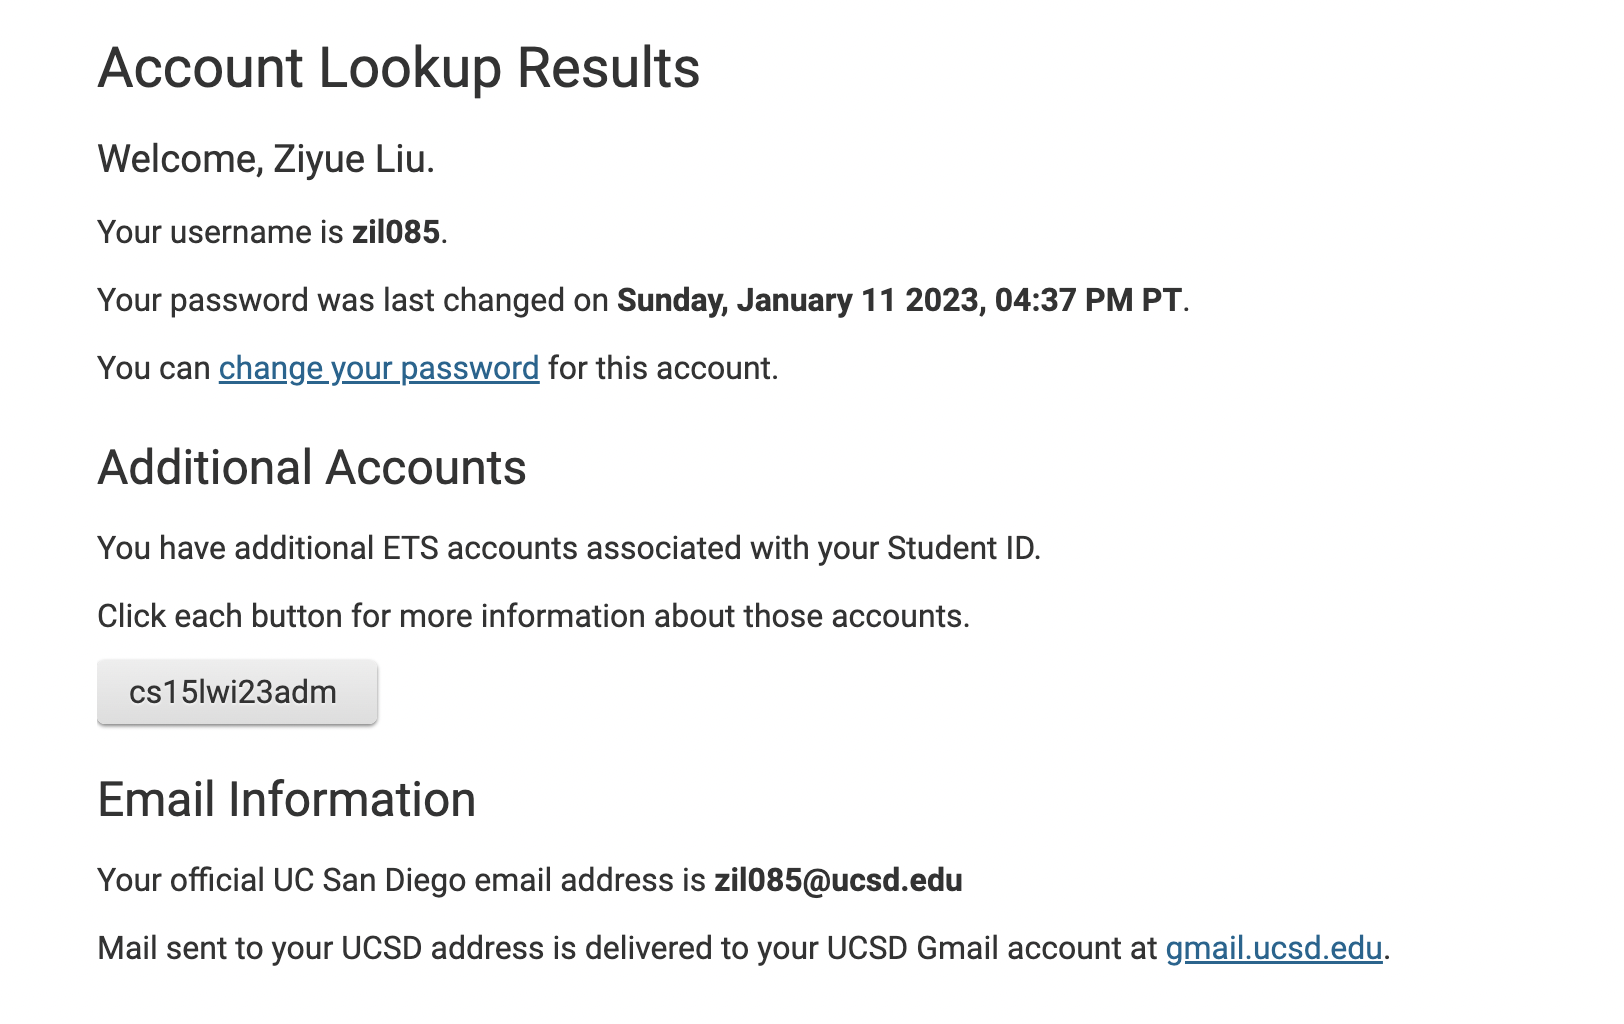 Account Lookup Results
Welcome, Ziyue Liu.
Your username is zil085.
Your password was last changed on Sunday, January 11 2023, 04:37 PM PT.
You can change your password for this account.
Additional Accounts
You have additional ETS accounts associated with your Student ID.
Click each button for more information about those accounts.
cs15lwi23adm
Email Information
Your official UC San Diego email address is zil085@ucsd.edu
Mail sent to your UCSD address is delivered to your UCSD Gmail account at gmail.ucsd.edu.